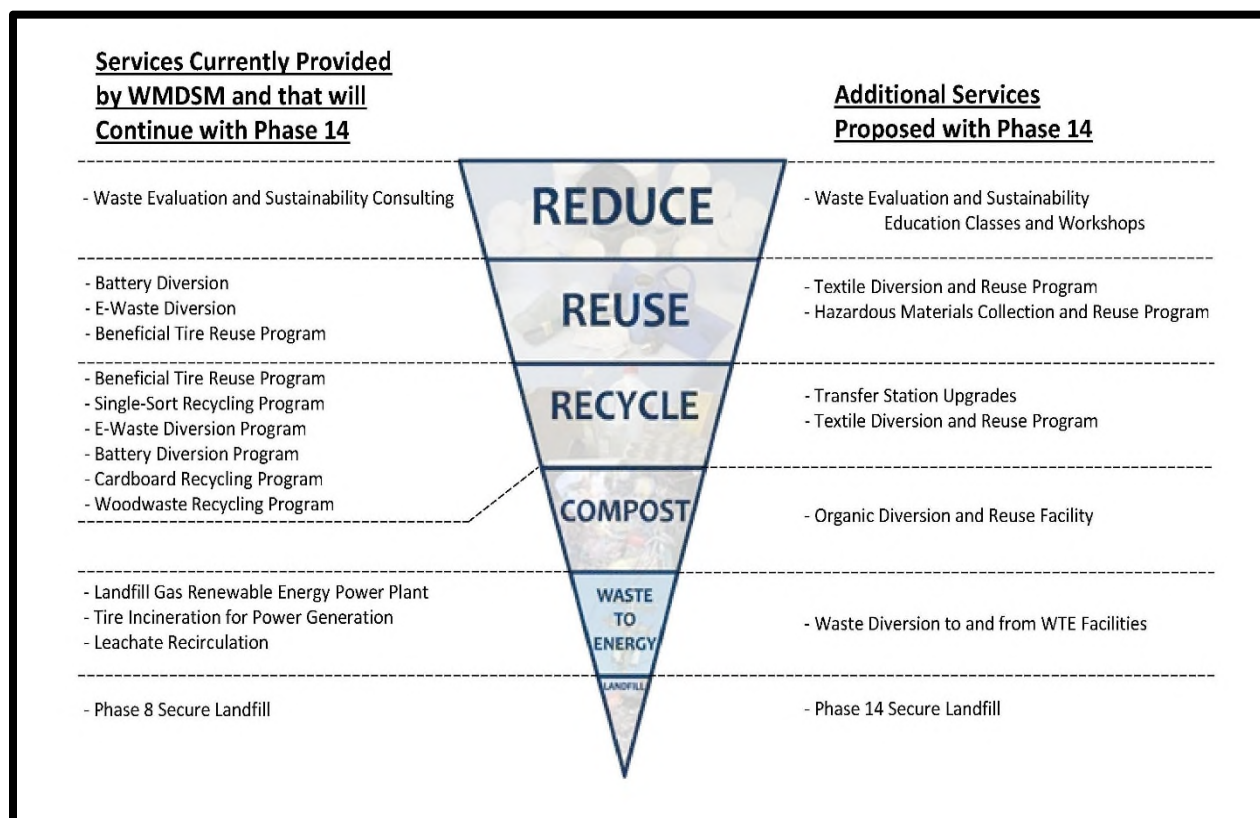 Services Currently Provided
by WMDSM and that will
Continue with Phase 14
Additional Services
Proposed with Phase 14
- Waste Evaluation and Sustainability Consulting
REDUCE
- Waste Evaluation and Sustainability
Education Classes and Workshops
- Battery Diversion
- E-Waste Diversion
- Beneficial Tire Reuse Program
REUSE
- Textile Diversion and Reuse Program
- Hazardous Materials Collection and Reuse Program
- Beneficial Tire Reuse Program
- Single-Sort Recycling Program
- E-Waste Diversion Program
- Battery Diversion Program
- Cardboard Recycling Program
- Woodwaste Recycling Program
RECYCLE
- Transfer Station Upgrades
- Textile Diversion and Reuse Program
COMPOST
- Organic Diversion and Reuse Facility
- Landfill Gas Renewable Energy Power Plant
- Tire Incineration for Power Generation
- Leachate Recirculation
WASTE
TO
ENERGY
- Waste Diversion to and from WTE Facilities
- Phase 8 Secure Landfill
LANDFILL
- Phase 14 Secure Landfill